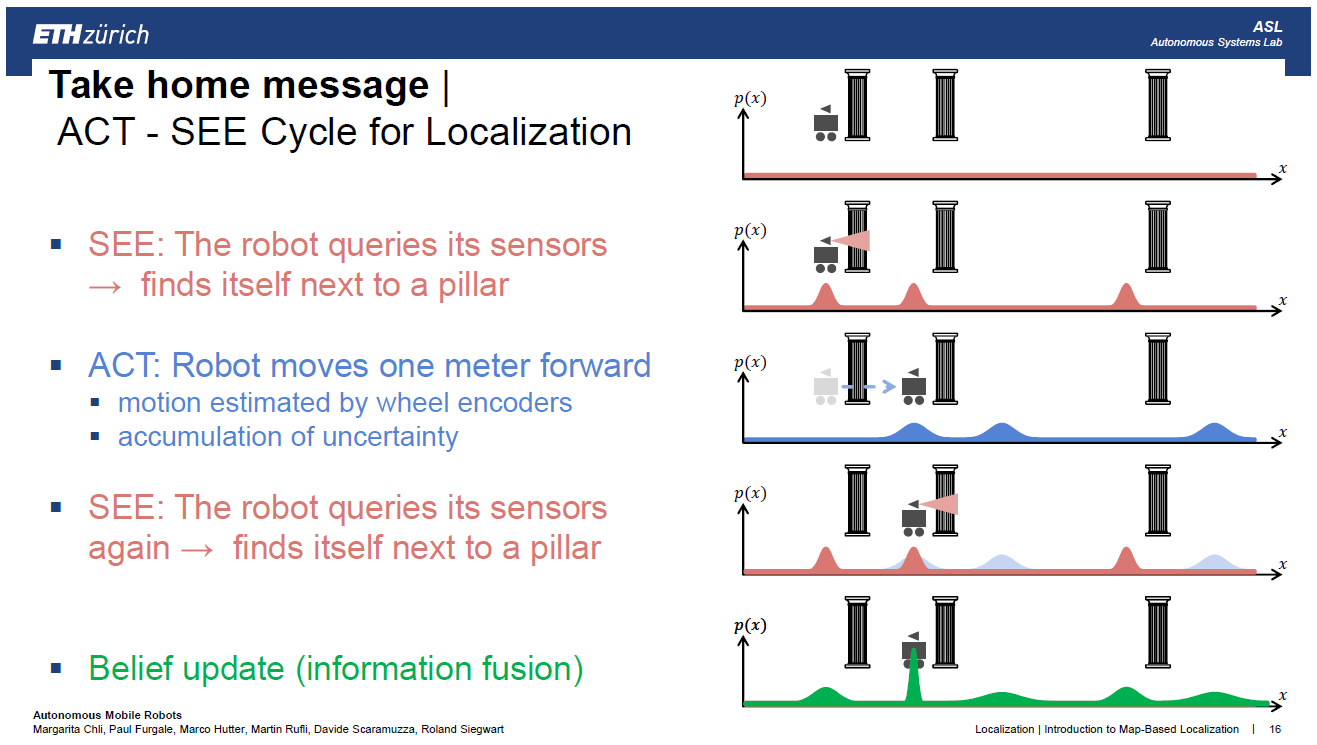 ETH zürich
ASL
Autonomous Systems Lab
Take home message |
ACT - SEE Cycle for Localization
▪ SEE: The robot queries its sensors
→ finds itself next to a pillar
▪ ACT: Robot moves one meter forward
▪ motion estimated by wheel encoders
▪ accumulation of uncertainty
▪ SEE: The robot queries its sensors
again → finds itself next to a pillar
▪ Belief update (information fusion)
p(x)
x
p(x)
x
p(x)
x
p(x)
x
p(x)
x
Autonomous Mobile Robots
Margarita Chli, Paul Furgale, Marco Hutter, Martin Rufli, Davide Scaramuzza, Roland Siegwart
Localization | Introduction to Map-Based Localization | 16